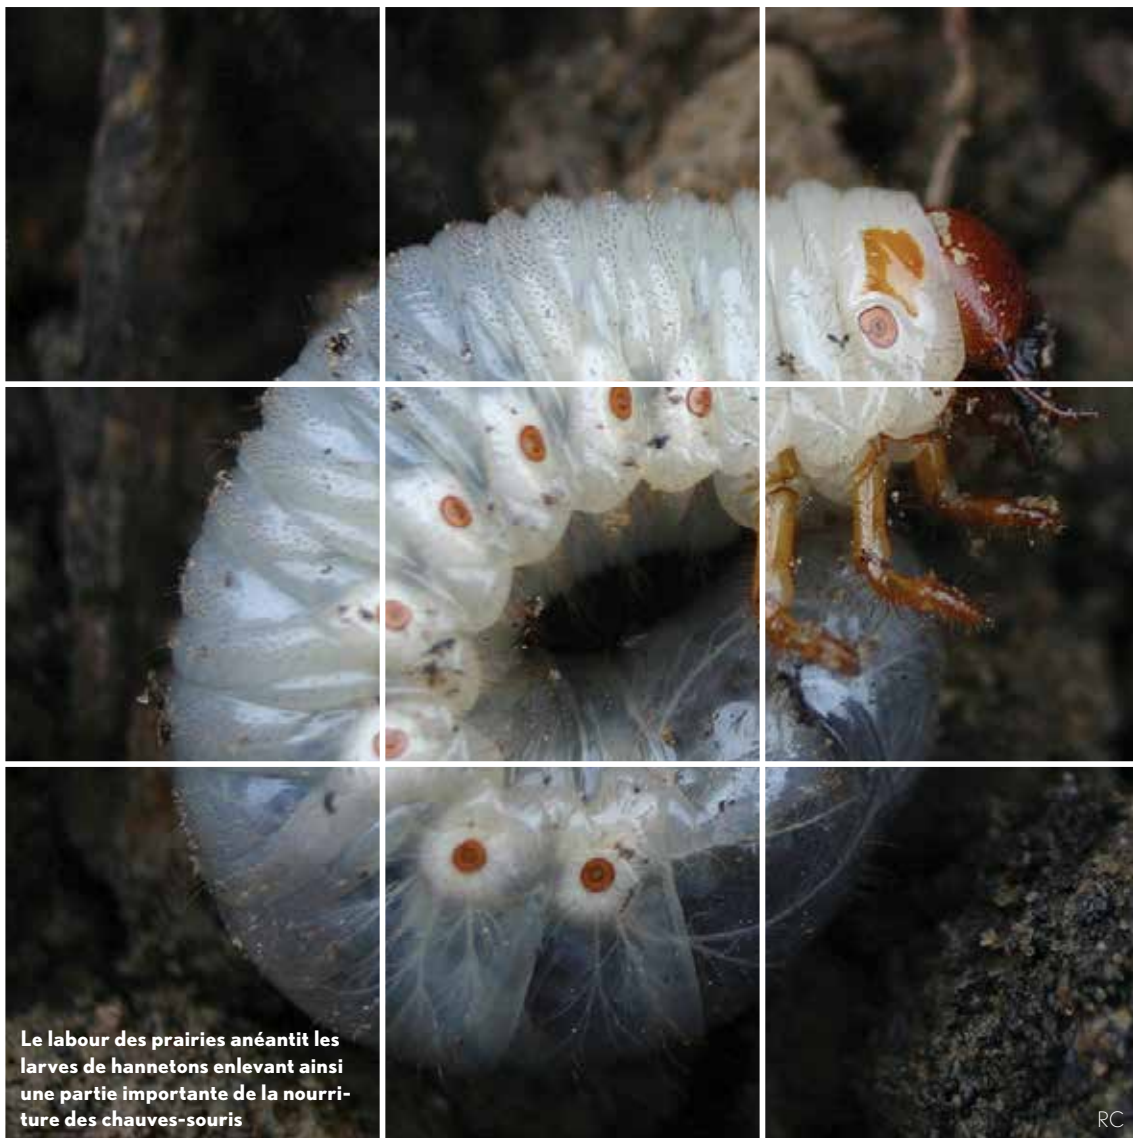 Le labour des prairies anéantit les
larves de hannetons enlevant ainsi
une partie importante de la nourri-
ture des chauves-souris
RC